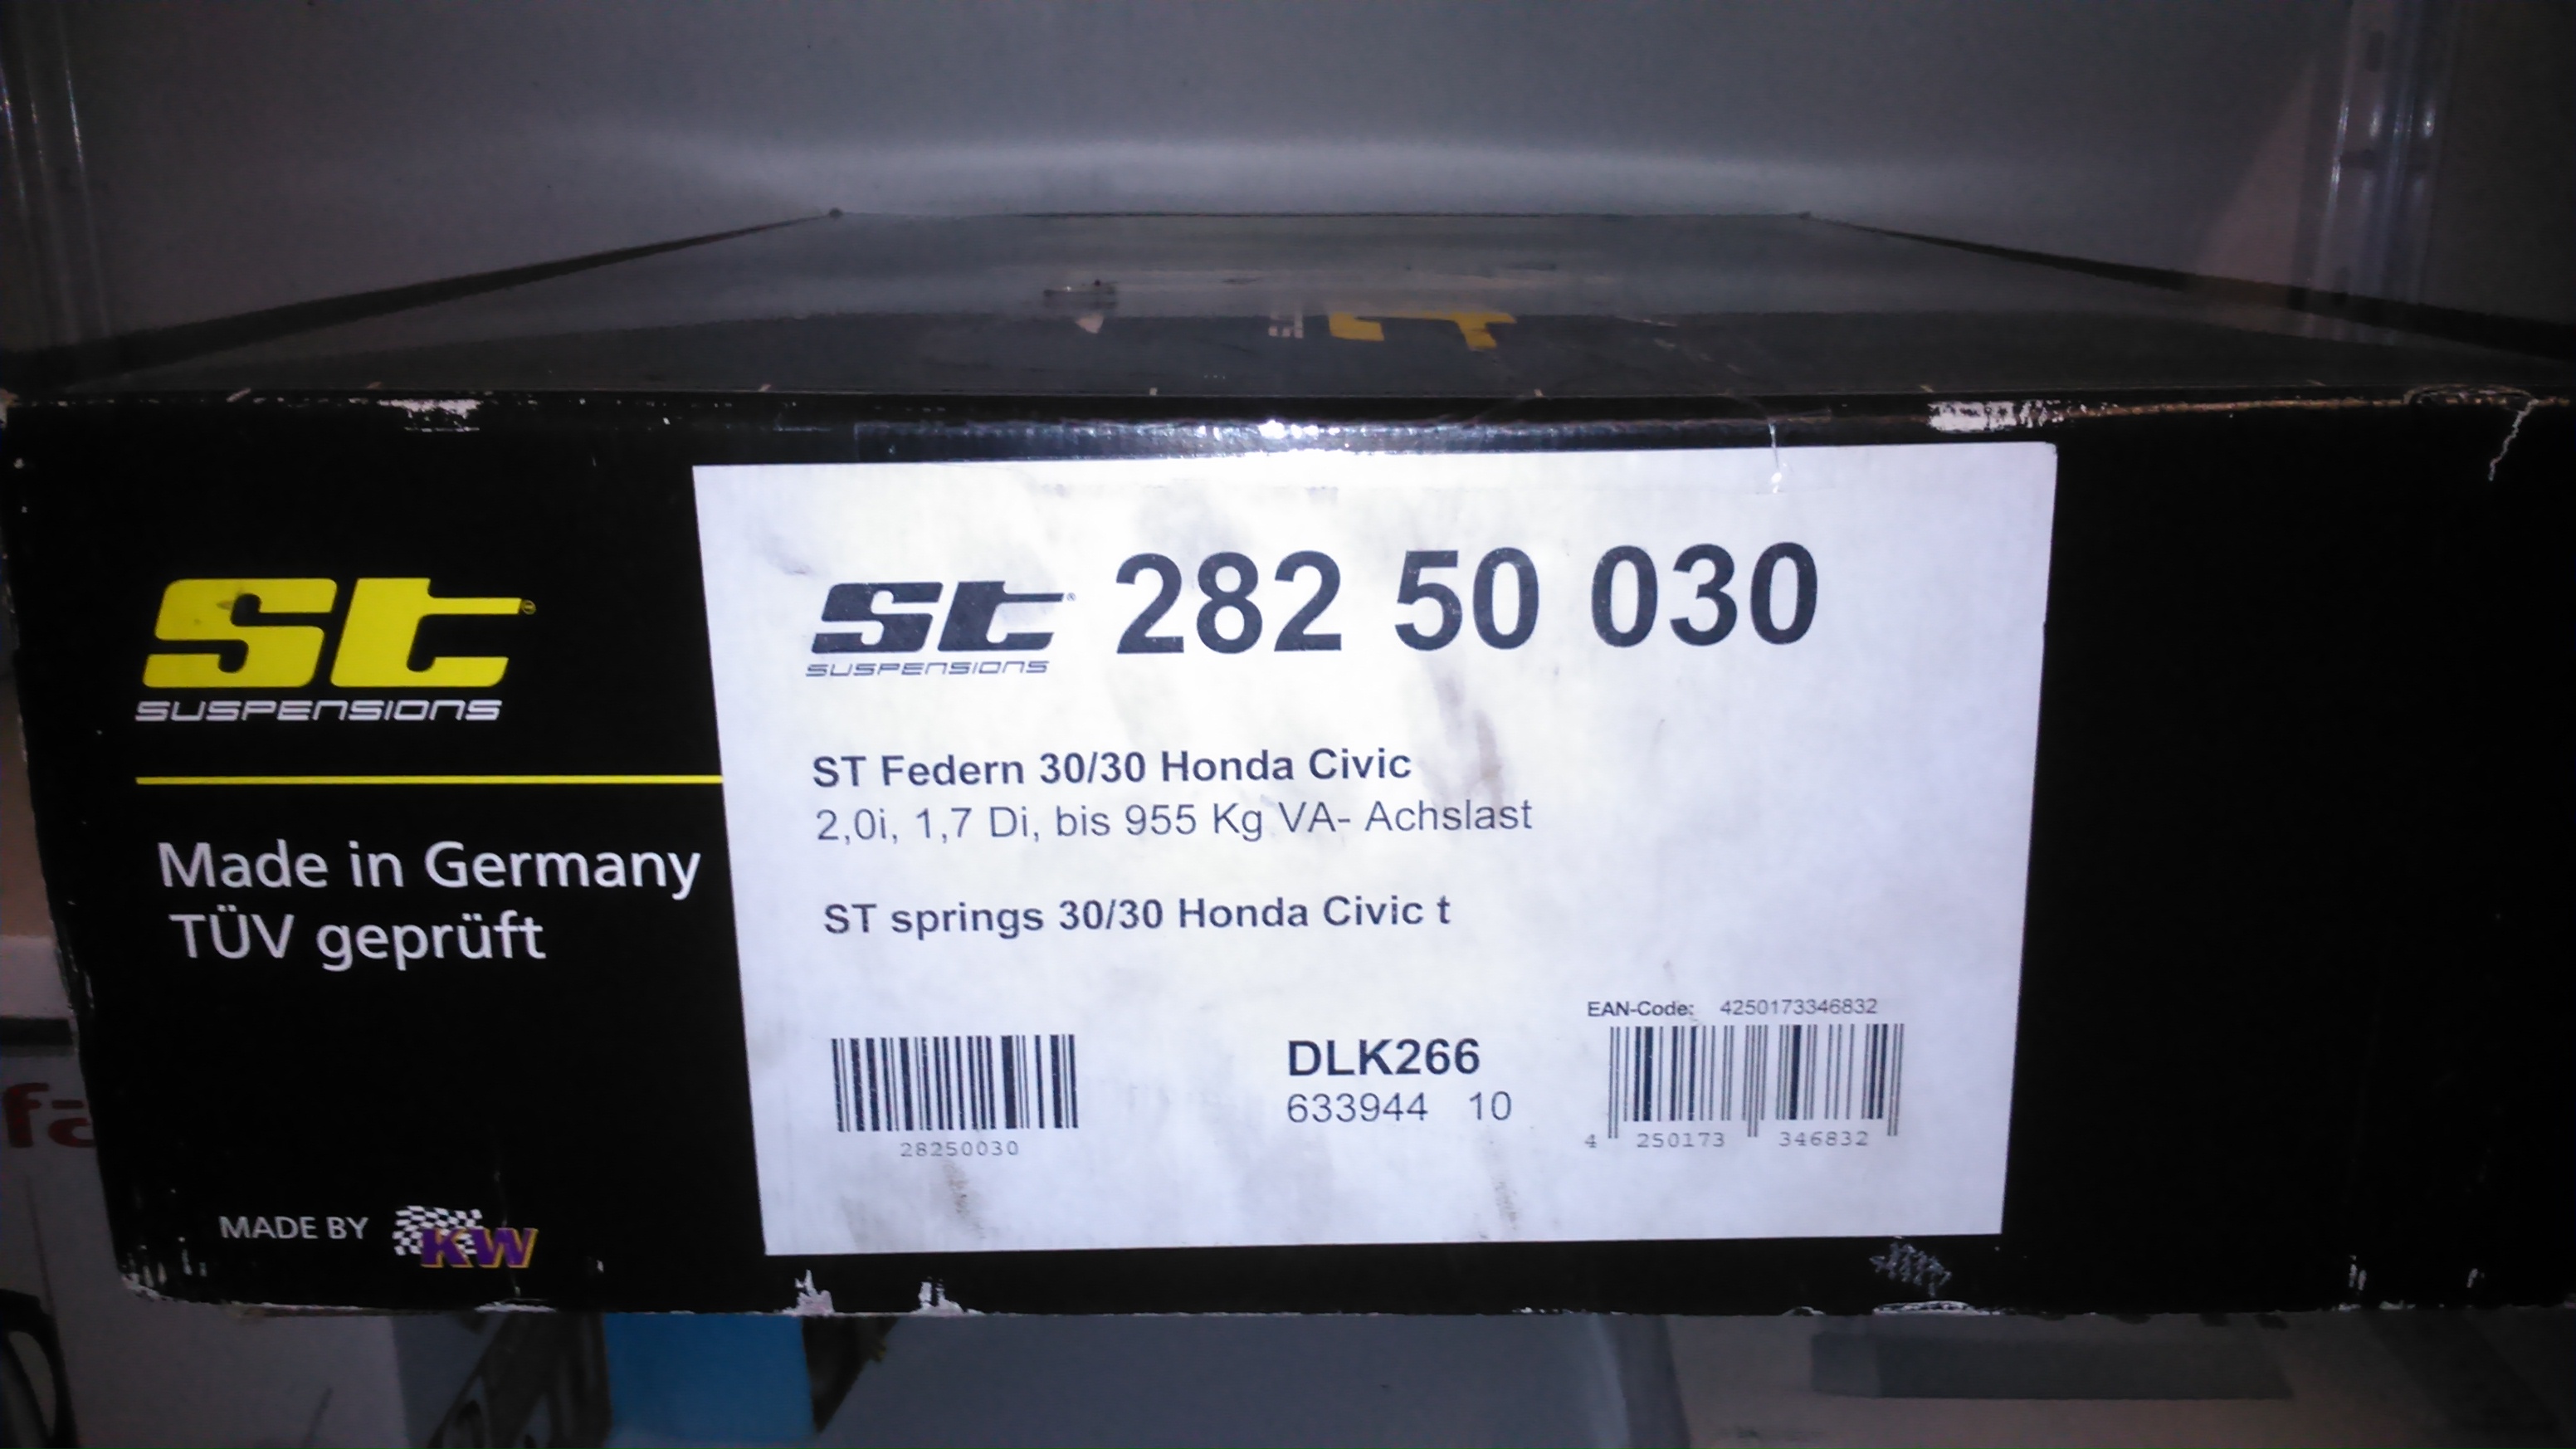 st
SUSPENSIONS
Made in Germany
TÜV geprüft
MADE BY KW
st® 282 50 030
SUSPENSIONS
ST Federn 30/30 Honda Civic
2,0i, 1,7 Di, bis 955 Kg VA- Achslast
ST springs 30/30 Honda Civic t
28250030
DLK266
633944 10
EAN-Code: 4250173346832
4 250173 346832
fa